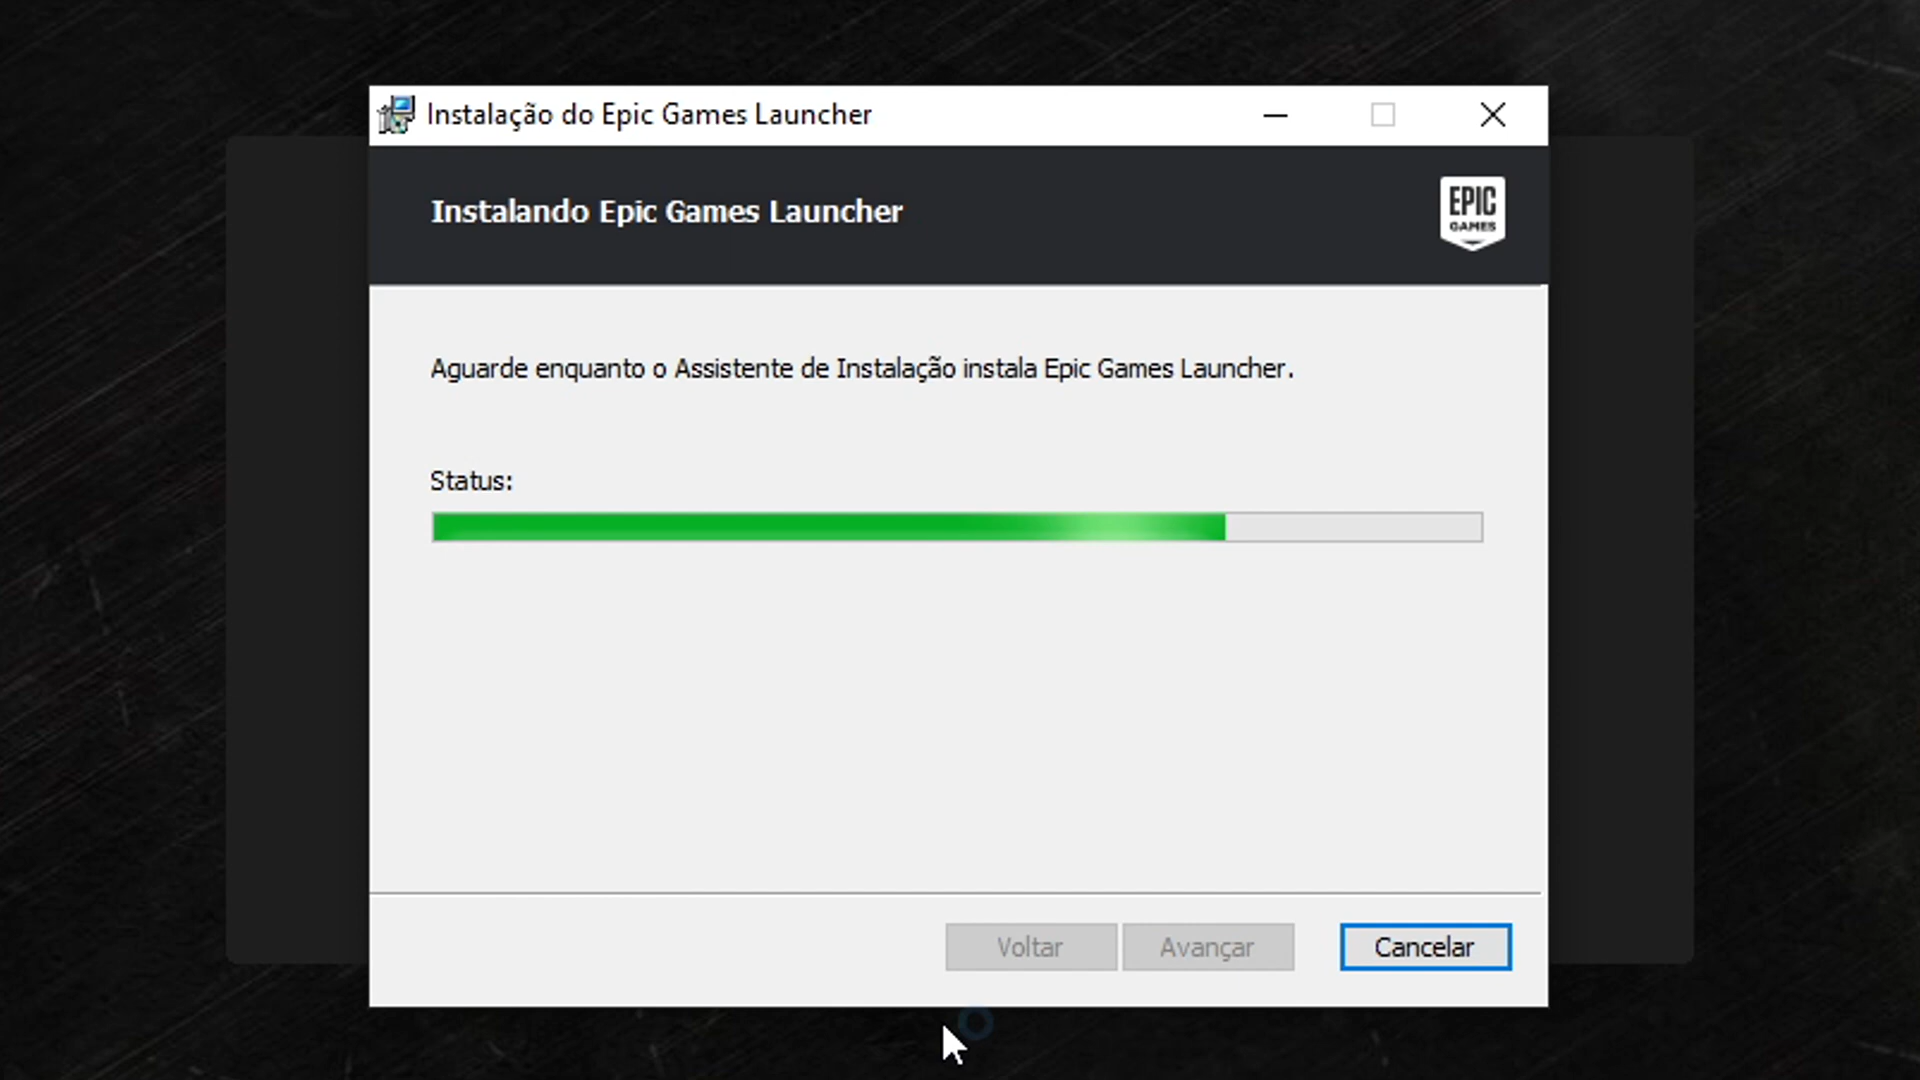 Instalação do Epic Games Launcher
Instalando Epic Games Launcher
EPIC
GAMES
Aguarde enquanto o Assistente de Instalação instala Epic Games Launcher.
Status:
Voltar
Avançar
Cancelar